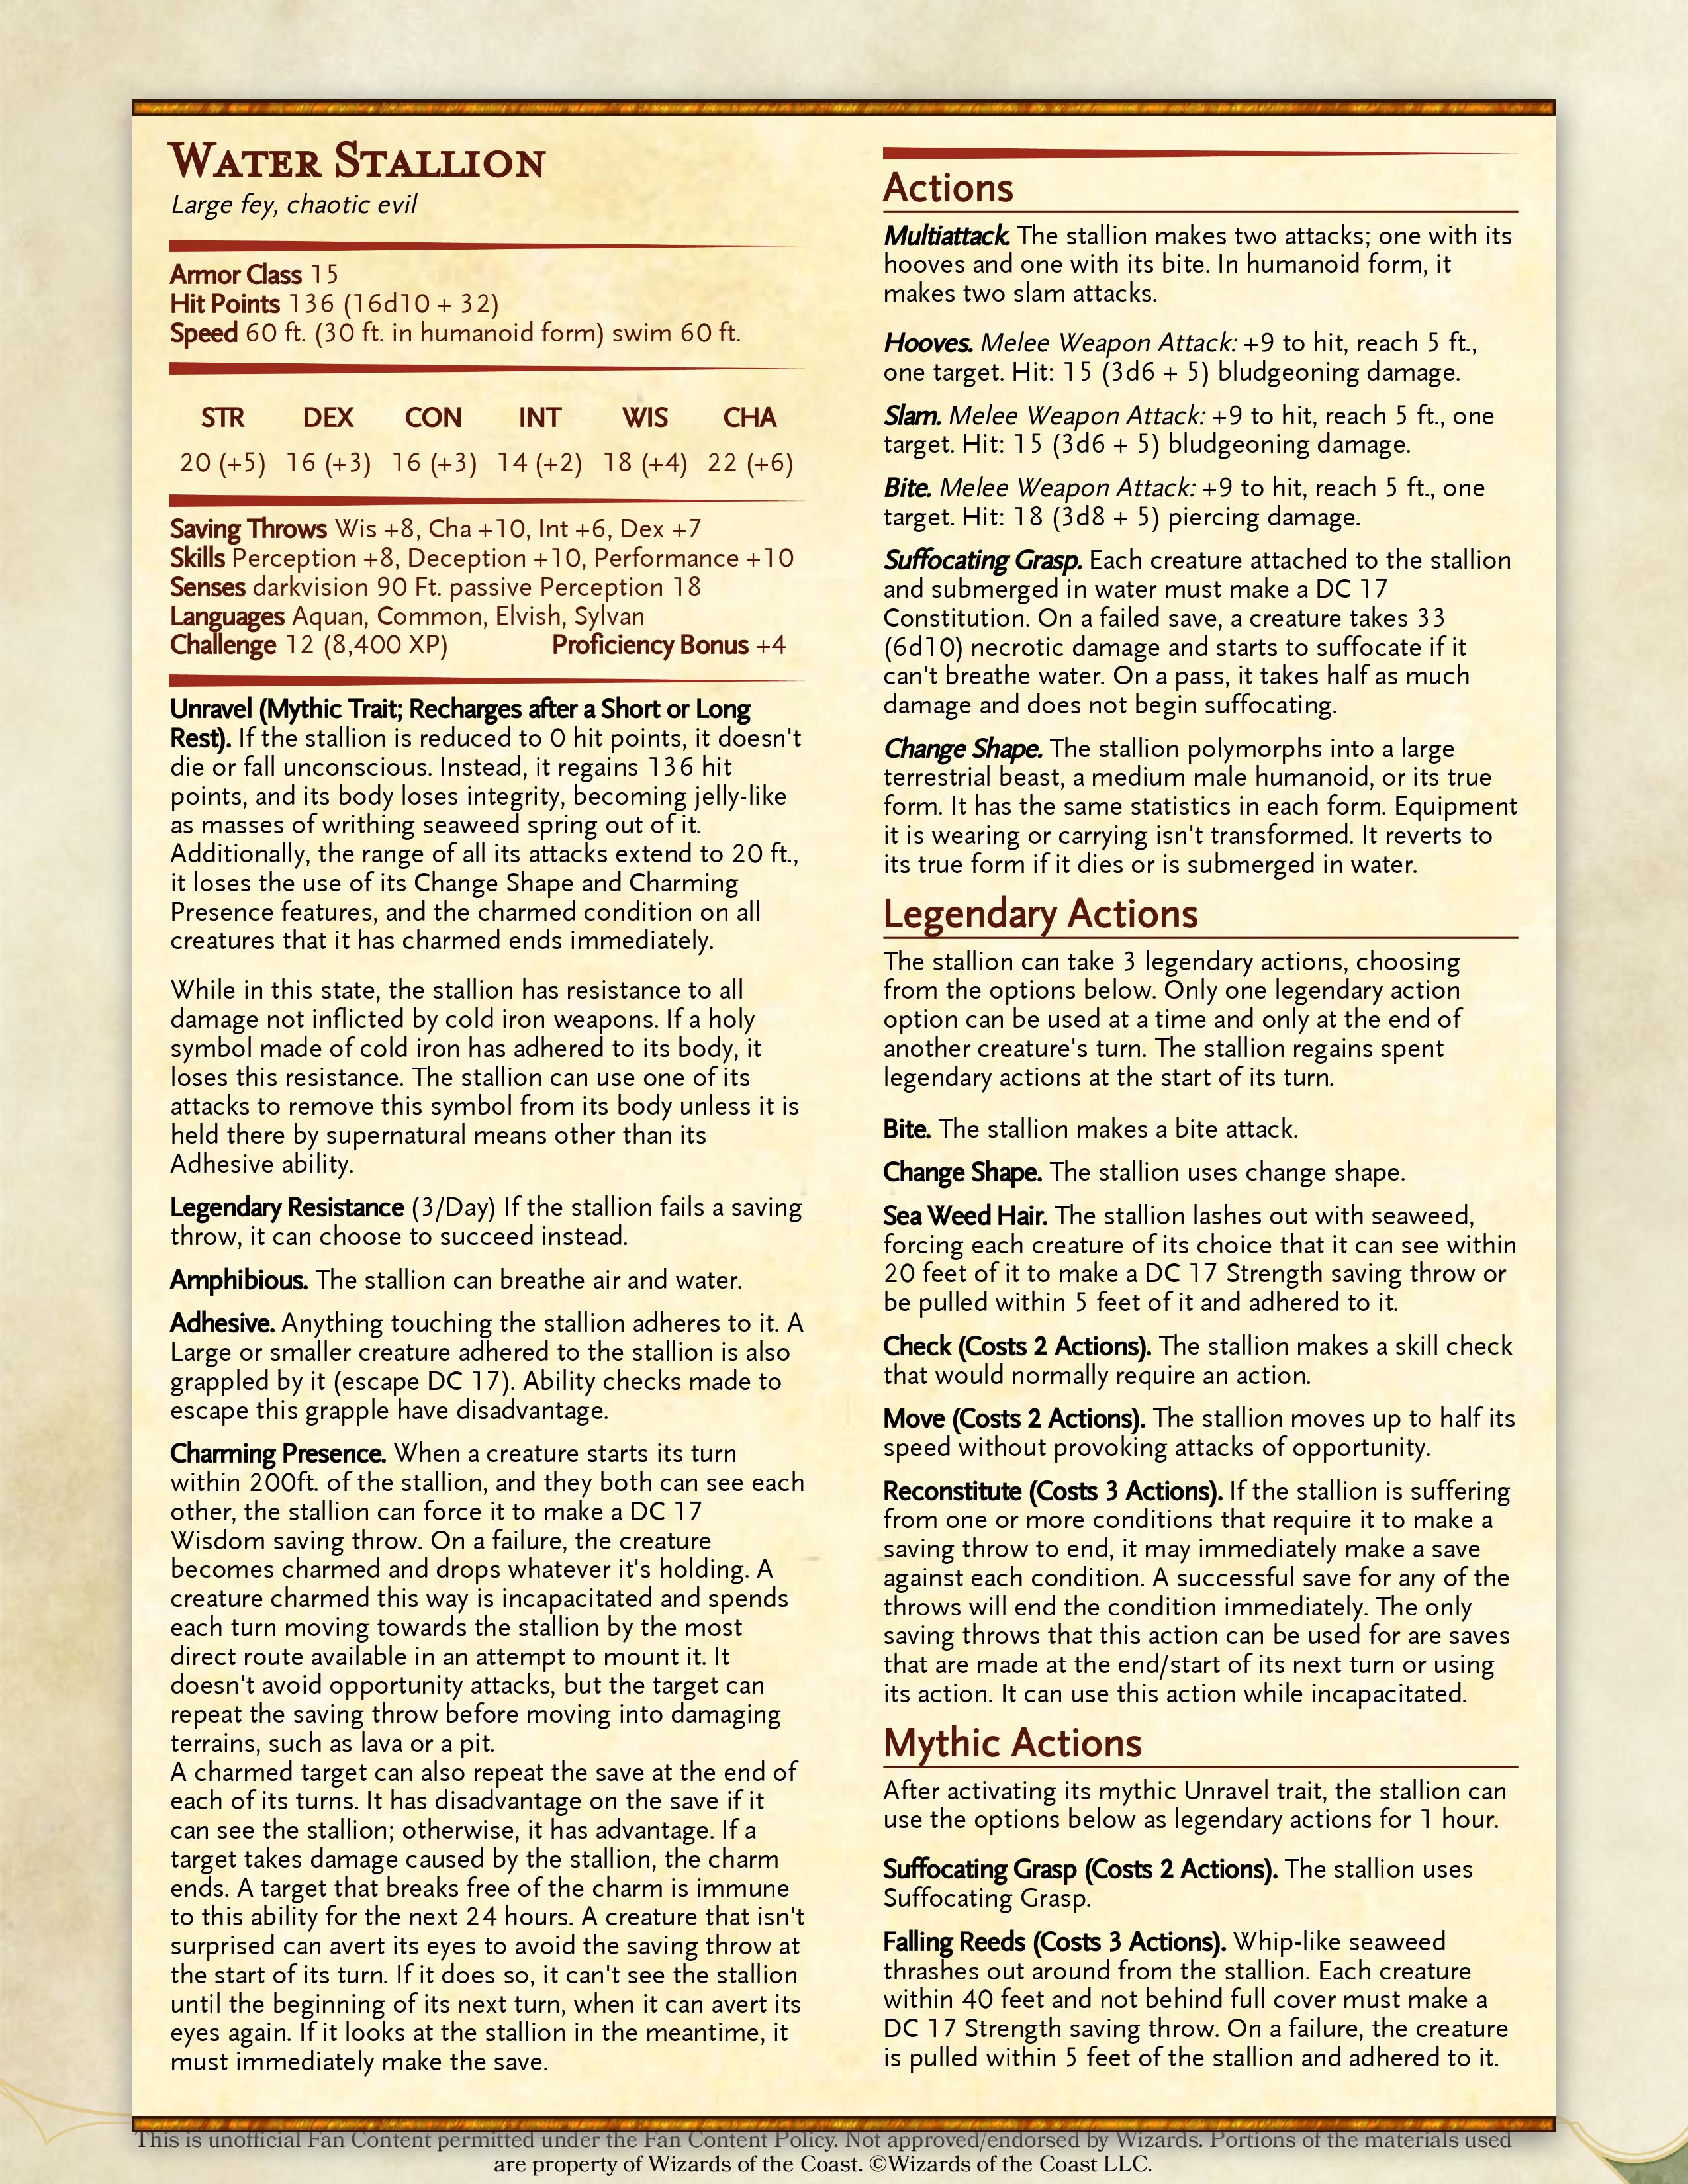 Water Stallion
Large fey, chaotic evil
Armor Class 15
Hit Points 136 (16d10 + 32)
Speed 60 ft. (30 ft. in humanoid form) swim 60 ft.
STR DEX CON INT WIS CHA
20 (+5) 16 (+3) 16 (+3) 14 (+2) 18 (+4) 22 (+6)
Saving Throws Wis +8, Cha +10, Int +6, Dex +7
Skills Perception +8, Deception +10, Performance +10
Senses darkvision 90 Ft. passive Perception 18
Languages Aquan, Common, Elvish, Sylvan
Challenge 12 (8,400 XP) Proficiency Bonus +4
Unravel (Mythic Trait; Recharges after a Short or Long
Rest). If the stallion is reduced to 0 hit points, it doesn't
die or fall unconscious. Instead, it regains 136 hit
points, and its body loses integrity, becoming jelly-like
as masses of writhing seaweed spring out of it.
Additionally, the range of all its attacks extend to 20 ft.,
it loses the use of its Change Shape and Charming
Presence features, and the charmed condition on all
creatures that it has charmed ends immediately.
While in this state, the stallion has resistance to all
damage not inflicted by cold iron weapons. If a holy
symbol made of cold iron has adhered to its body, it
loses this resistance. The stallion can use one of its
attacks to remove this symbol from its body unless it is
held there by supernatural means other than its
Adhesive ability.
Legendary Resistance (3/Day) If the stallion fails a saving
throw, it can choose to succeed instead.
Amphibious. The stallion can breathe air and water.
Adhesive. Anything touching the stallion adheres to it. A
Large or smaller creature adhered to the stallion is also
grappled by it (escape DC 17). Ability checks made to
escape this grapple have disadvantage.
Charming Presence. When a creature starts its turn
within 200ft. of the stallion, and they both can see each
other, the stallion can force it to make a DC 17
Wisdom saving throw. On a failure, the creature
becomes charmed and drops whatever it's holding. A
creature charmed this way is incapacitated and spends
each turn moving towards the stallion by the most
direct route available in an attempt to mount it. It
doesn't avoid opportunity attacks, but the target can
repeat the saving throw before moving into damaging
terrains, such as lava or a pit.
A charmed target can also repeat the save at the end of
each of its turns. It has disadvantage on the save if it
can see the stallion; otherwise, it has advantage. If a
target takes damage caused by the stallion, the charm
ends. A target that breaks free of the charm is immune
to this ability for the next 24 hours. A creature that isn't
surprised can avert its eyes to avoid the saving throw at
the start of its turn. If it does so, it can't see the stallion
until the beginning of its next turn, when it can avert its
eyes again. If it looks at the stallion in the meantime, it
must immediately make the save.
Actions
Multiattack. The stallion makes two attacks; one with its
hooves and one with its bite. In humanoid form, it
makes two slam attacks.
Hooves. Melee Weapon Attack: +9 to hit, reach 5 ft.,
one target. Hit: 15 (3d6 + 5) bludgeoning damage.
Slam. Melee Weapon Attack: +9 to hit, reach 5 ft., one
target. Hit: 15 (3d6 + 5) bludgeoning damage.
Bite. Melee Weapon Attack: +9 to hit, reach 5 ft., one
target. Hit: 18 (3d8 + 5) piercing damage.
Suffocating Grasp. Each creature attached to the stallion
and submerged in water must make a DC 17
Constitution. On a failed save, a creature takes 33
(6d10) necrotic damage and starts to suffocate if it
can't breathe water. On a pass, it takes half as much
damage and does not begin suffocating.
Change Shape. The stallion polymorphs into a large
terrestrial beast, a medium male humanoid, or its true
form. It has the same statistics in each form. Equipment
it is wearing or carrying isn't transformed. It reverts to
its true form if it dies or is submerged in water.
Legendary Actions
The stallion can take 3 legendary actions, choosing
from the options below. Only one legendary action
option can be used at a time and only at the end of
another creature's turn. The stallion regains spent
legendary actions at the start of its turn.
Bite. The stallion makes a bite attack.
Change Shape. The stallion uses change shape.
Sea Weed Hair. The stallion lashes out with seaweed,
forcing each creature of its choice that it can see within
20 feet of it to make a DC 17 Strength saving throw or
be pulled within 5 feet of it and adhered to it.
Check (Costs 2 Actions). The stallion makes a skill check
that would normally require an action.
Move (Costs 2 Actions). The stallion moves up to half its
speed without provoking attacks of opportunity.
Reconstitute (Costs 3 Actions). If the stallion is suffering
from one or more conditions that require it to make a
saving throw to end, it may immediately make a save
against each condition. A successful save for any of the
throws will end the condition immediately. The only
saving throws that this action can be used for are saves
that are made at the end/start of its next turn or using
its action. It can use this action while incapacitated.
Mythic Actions
After activating its mythic Unravel trait, the stallion can
use the options below as legendary actions for 1 hour.
Suffocating Grasp (Costs 2 Actions). The stallion uses
Suffocating Grasp.
Falling Reeds (Costs 3 Actions). Whip-like seaweed
thrashes out around from the stallion. Each creature
within 40 feet and not behind full cover must make a
DC 17 Strength saving throw. On a failure, the creature
is pulled within 5 feet of the stallion and adhered to it.
This is unofficial Fan Content permitted under the Fan Content Policy. Not approved/endorsed by Wizards. Portions of the materials used
are property of Wizards of the Coast. ©Wizards of the Coast LLC.